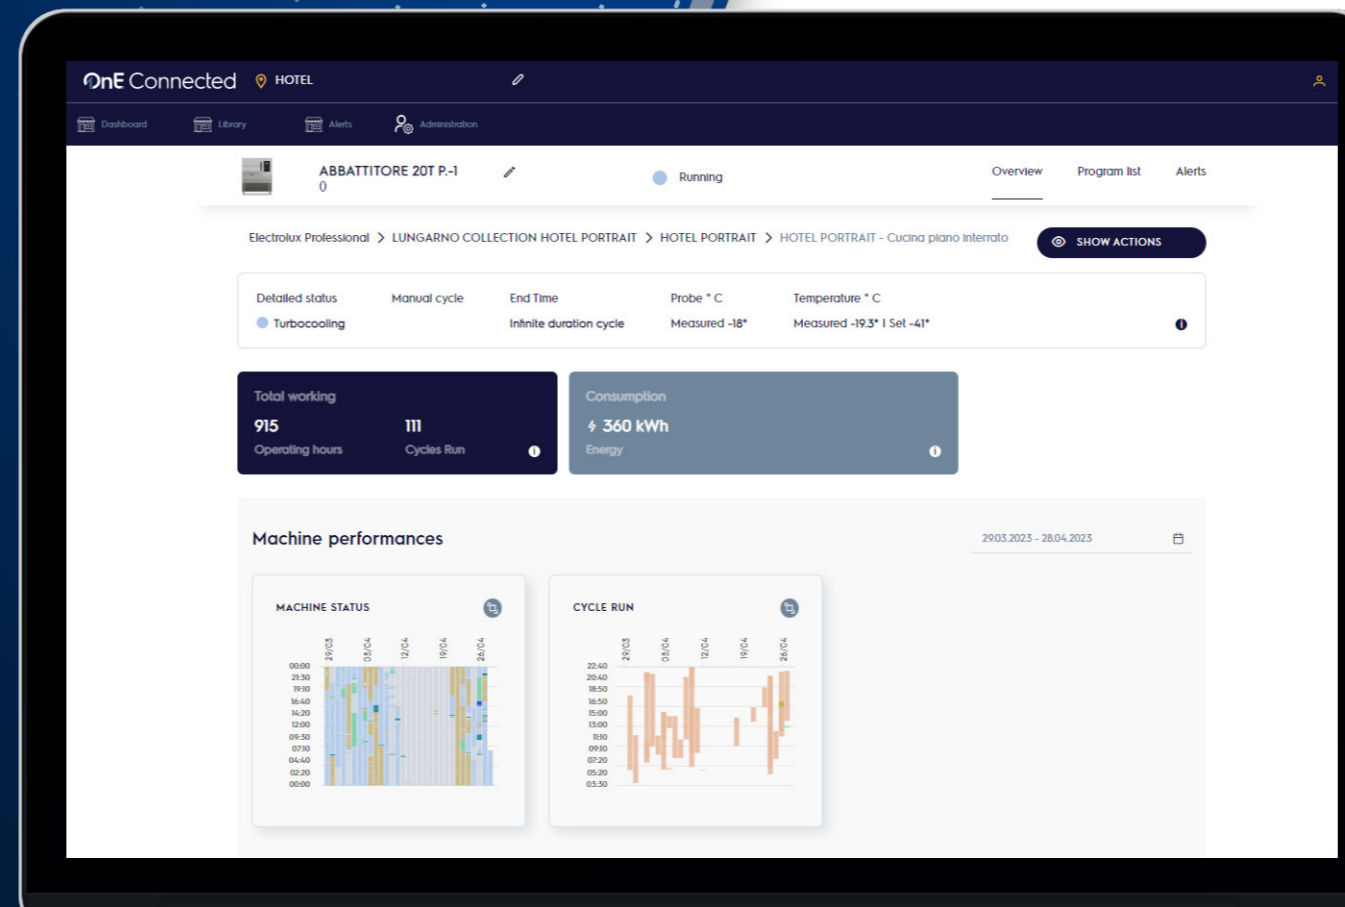 OnE Connected HOTEL
Dashboard Library Alerts Administration
ABBATTITORE 20T P.-1
()
Running
Overview Program list Alerts
Electrolux Professional > LUNGARNO COLLECTION HOTEL PORTRAIT > HOTEL PORTRAIT > HOTEL PORTRAIT - Cucina piano interrato
SHOW ACTIONS
Detailed status Manual cycle End Time Probe ° C Temperature ° C
Turbocooling Infinite duration cycle Measured -18° Measured -19.3° | Set -41°
Total working
915 111
Operating hours Cycles Run
Consumption
360 kWh
Energy
Machine performances
29.03.2023 - 28.04.2023
MACHINE STATUS
29/03 05/04 12/04 19/04 26/04
00:00
21:50
19:10
16:40
14:20
12:00
09:30
07:10
04:40
02:20
00:00
CYCLE RUN
29/03 05/04 12/04 19/04 26/04
22:40
20:40
18:50
16:50
15:00
13:00
11:10
09:10
07:20
05:20
03:30